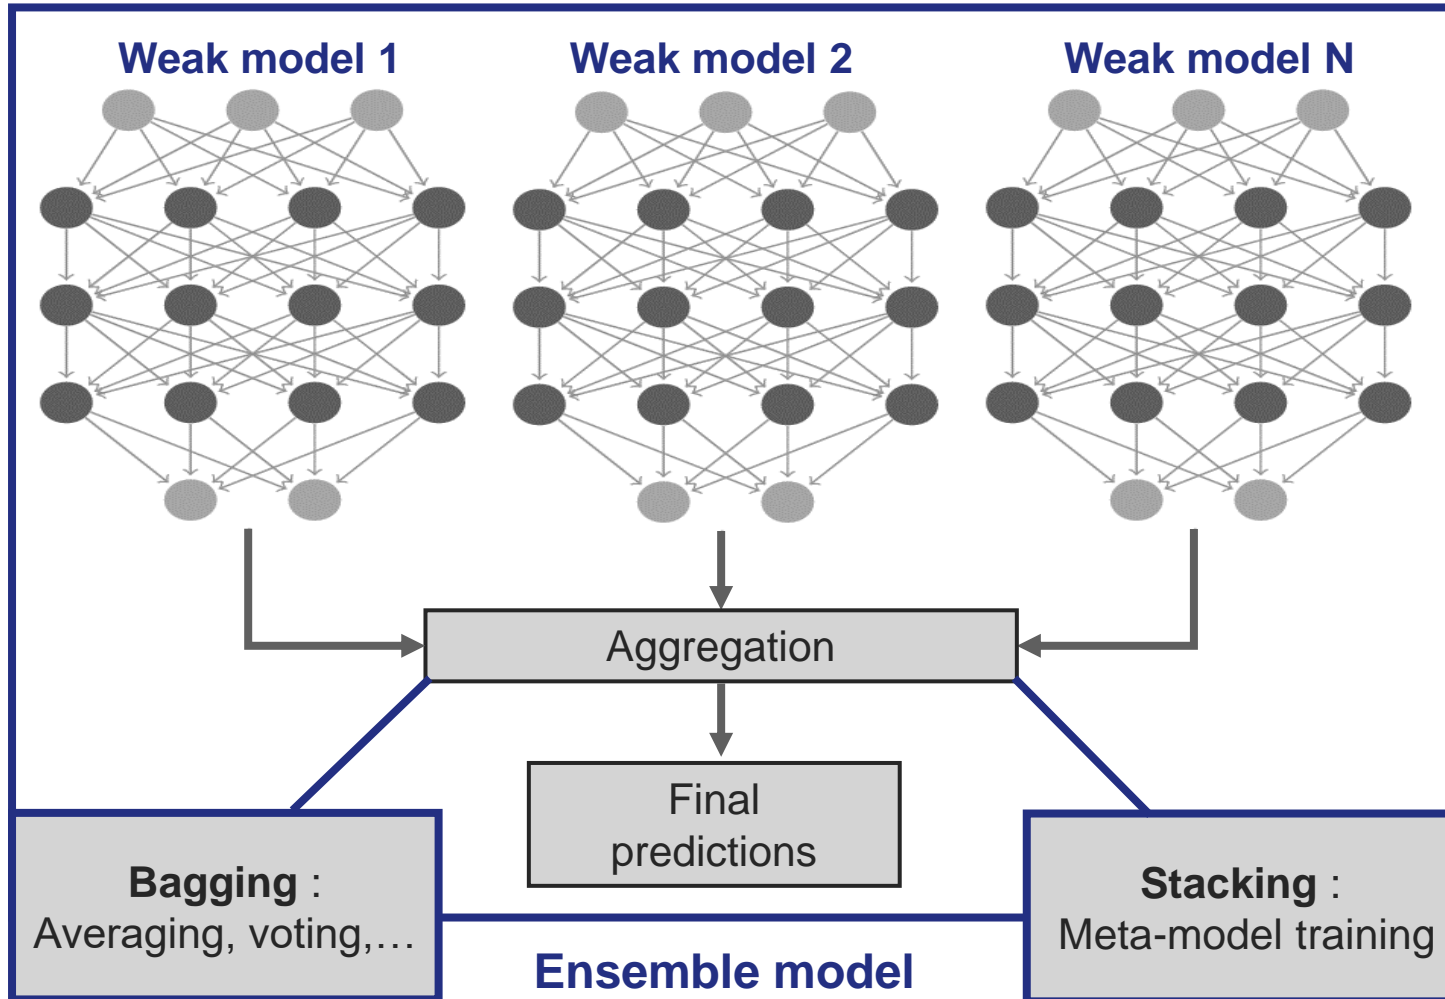 Weak model 1
Weak model 2
Weak model N
Aggregation
Final
predictions
Bagging :
Averaging, voting,…
Stacking :
Meta-model training
Ensemble model